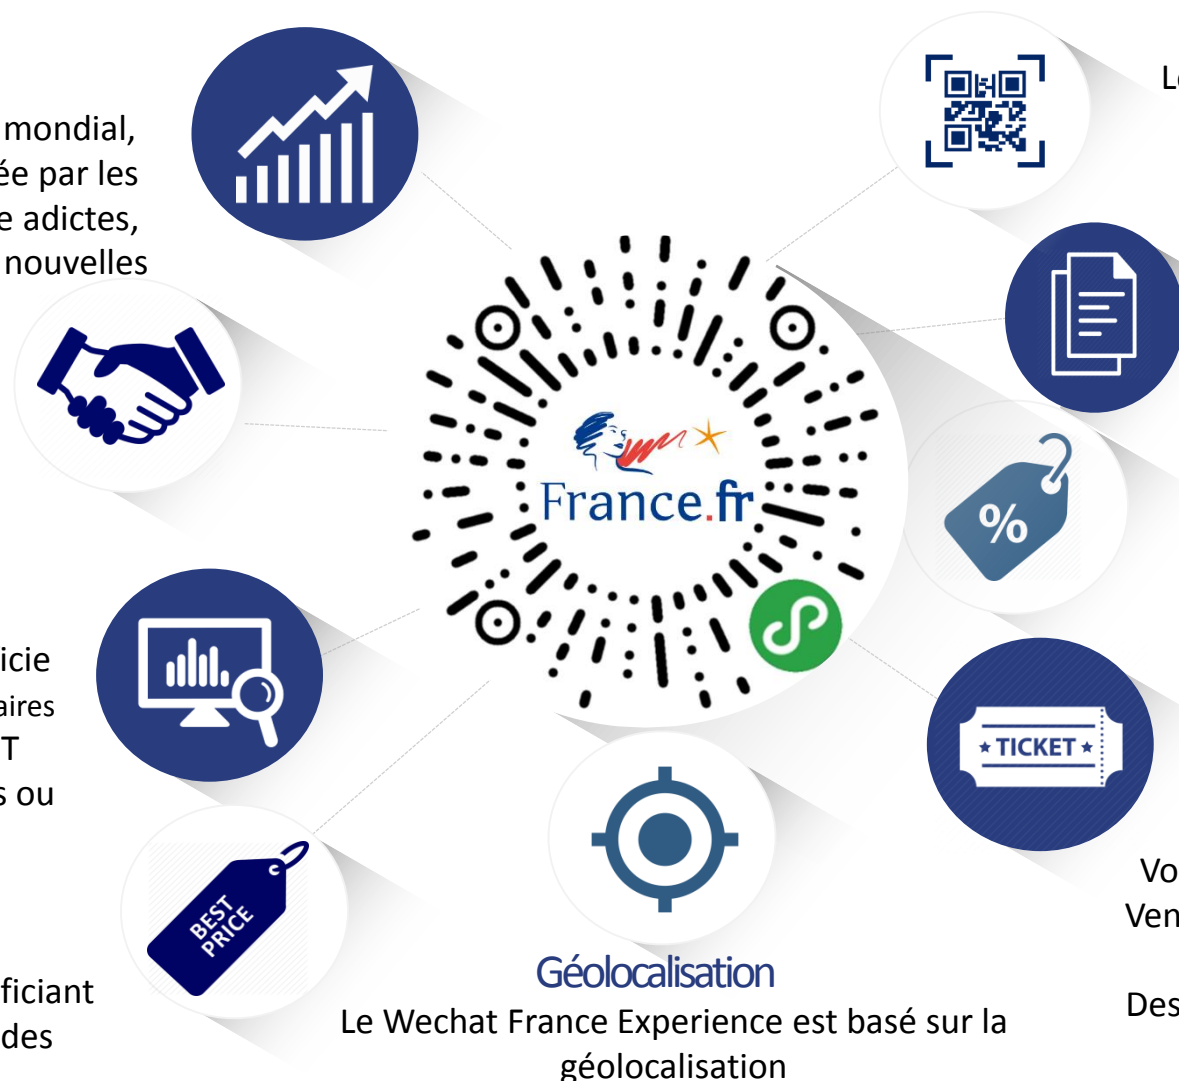 mondial,
ée par les
e adictes,
nouvelles
icie
aires
T
s ou
ficiant
des
BEST
PRICE
France.fr
Géolocalisation
Le Wechat France Experience est basé sur la
géolocalisation
Le
%
★ TICKET ★
Vo
Ven
Des